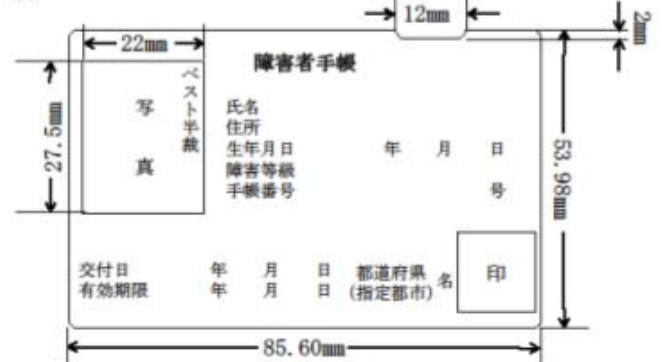 12mm
2mm
22mm
障害者手帳
ベスト半裁
写真
27.5mm
氏名
住所
生年月日 年 月 日
障害等級
手帳番号 号
53.98mm
交付日 年 月 日
有効期限 年 月 日
都道府県
(指定都市)
名
印
85.60mm